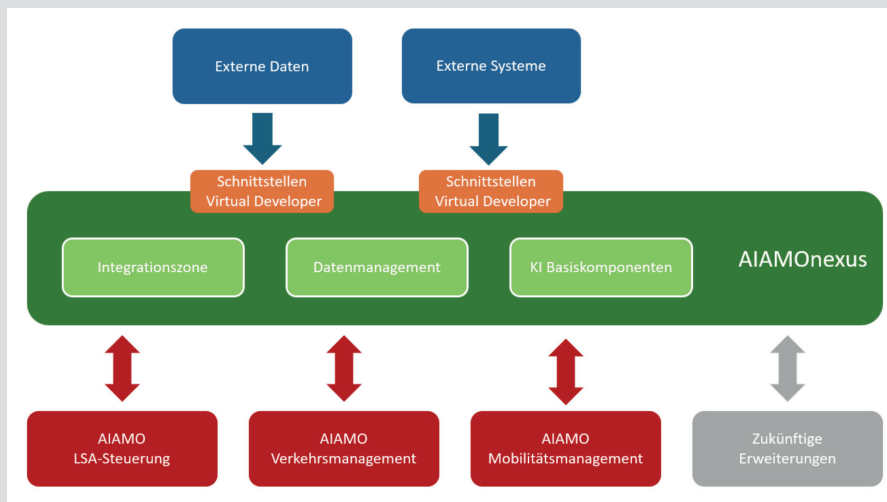 Externe Daten
Externe Systeme
Schnittstellen
Virtual Developer
Schnittstellen
Virtual Developer
Integrationszone
Datenmanagement
KI Basiskomponenten
AIAMOnexus
AIAMO
LSA-Steuerung
AIAMO
Verkehrsmanagement
AIAMO
Mobilitätsmanagement
Zukünftige
Erweiterungen